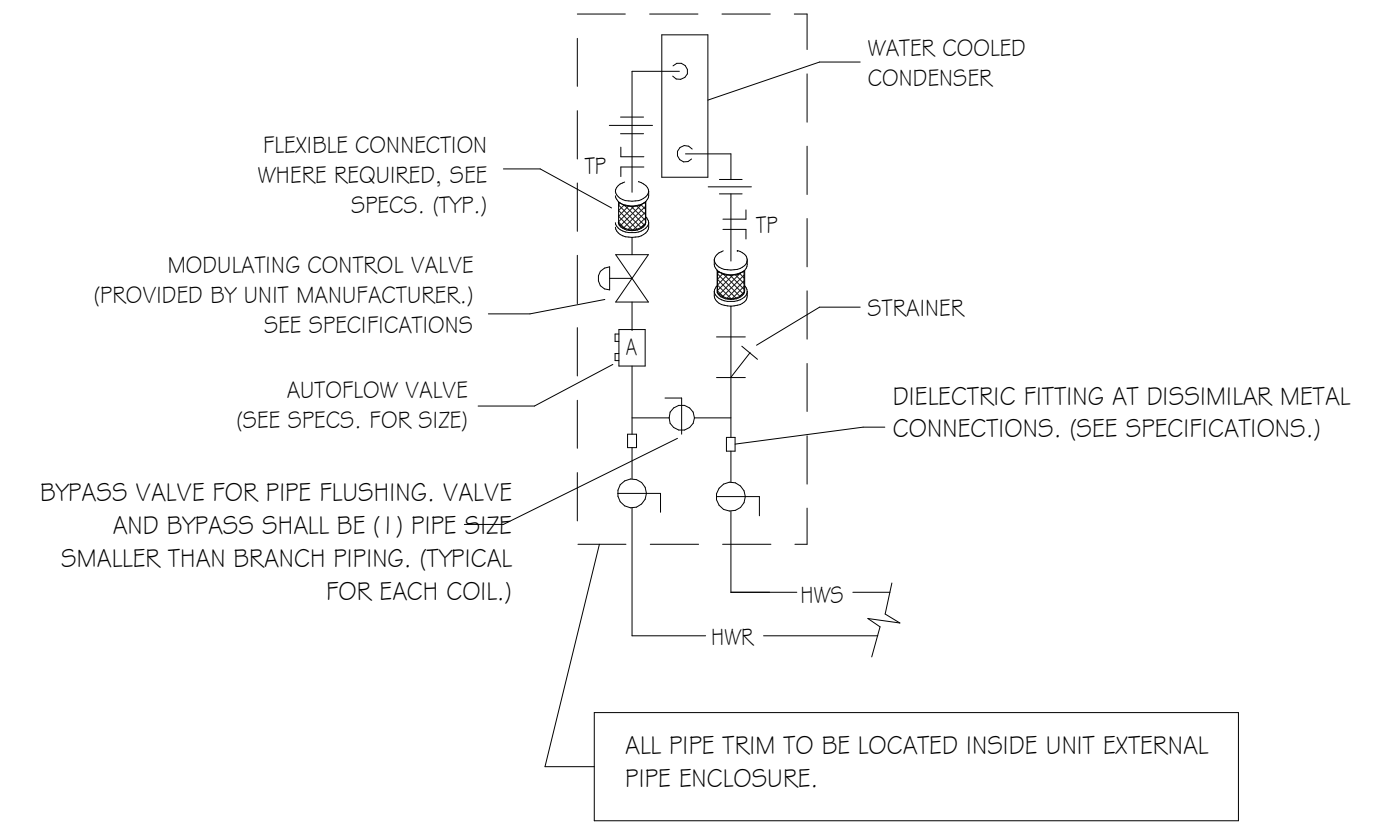 WATER COOLED
CONDENSER
FLEXIBLE CONNECTION
WHERE REQUIRED, SEE
SPECS. (TYP.)
TP
TP
MODULATING CONTROL VALVE
(PROVIDED BY UNIT MANUFACTURER.)
SEE SPECIFICATIONS
STRAINER
A
AUTOFLOW VALVE
(SEE SPECS. FOR SIZE)
DIELECTRIC FITTING AT DISSIMILAR METAL
CONNECTIONS. (SEE SPECIFICATIONS.)
BYPASS VALVE FOR PIPE FLUSHING. VALVE
AND BYPASS SHALL BE (1) PIPE SIZE
SMALLER THAN BRANCH PIPING. (TYPICAL
FOR EACH COIL.)
HWS
HWR
ALL PIPE TRIM TO BE LOCATED INSIDE UNIT EXTERNAL
PIPE ENCLOSURE.